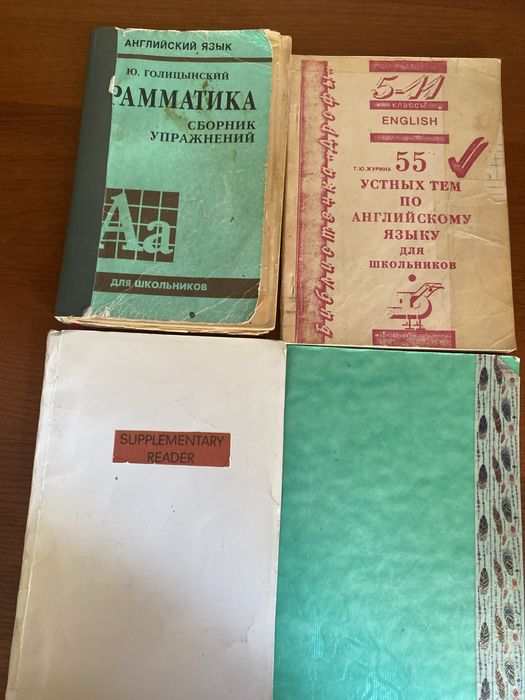 АНГЛИЙСКИЙ ЯЗЫК
Ю. ГОЛИЦЫНСКИЙ
РАММАТИКА
СБОРНИК
УПРАЖНЕНИЙ
Aa
ДЛЯ ШКОЛЬНИКОВ
5-11
КЛАССЫ
ENGLISH
Т.Ю.ЖУРИНА 55
УСТНЫХ ТЕМ
ПО
АНГЛИЙСКОМУ
ЯЗЫКУ
ДЛЯ
ШКОЛЬНИКОВ
SUPPLEMENTARY
READER